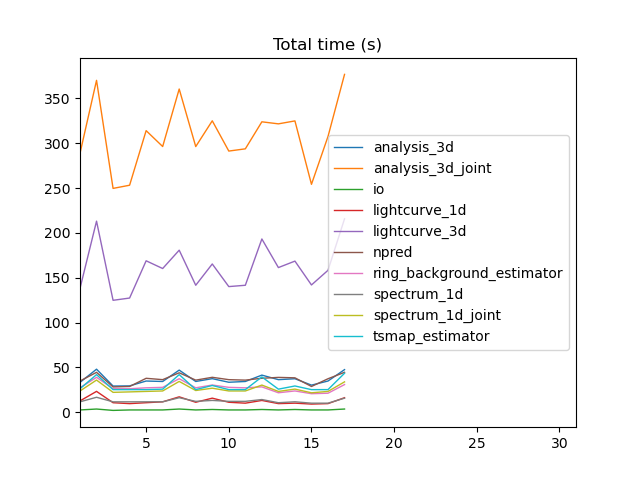 Total time (s)
350
300
250
200
150
100
50
0
analysis_3d
analysis_3d_joint
io
lightcurve_1d
lightcurve_3d
npred
ring_background_estimator
spectrum_1d
spectrum_1d_joint
tsmap_estimator
5 10 15 20 25 30